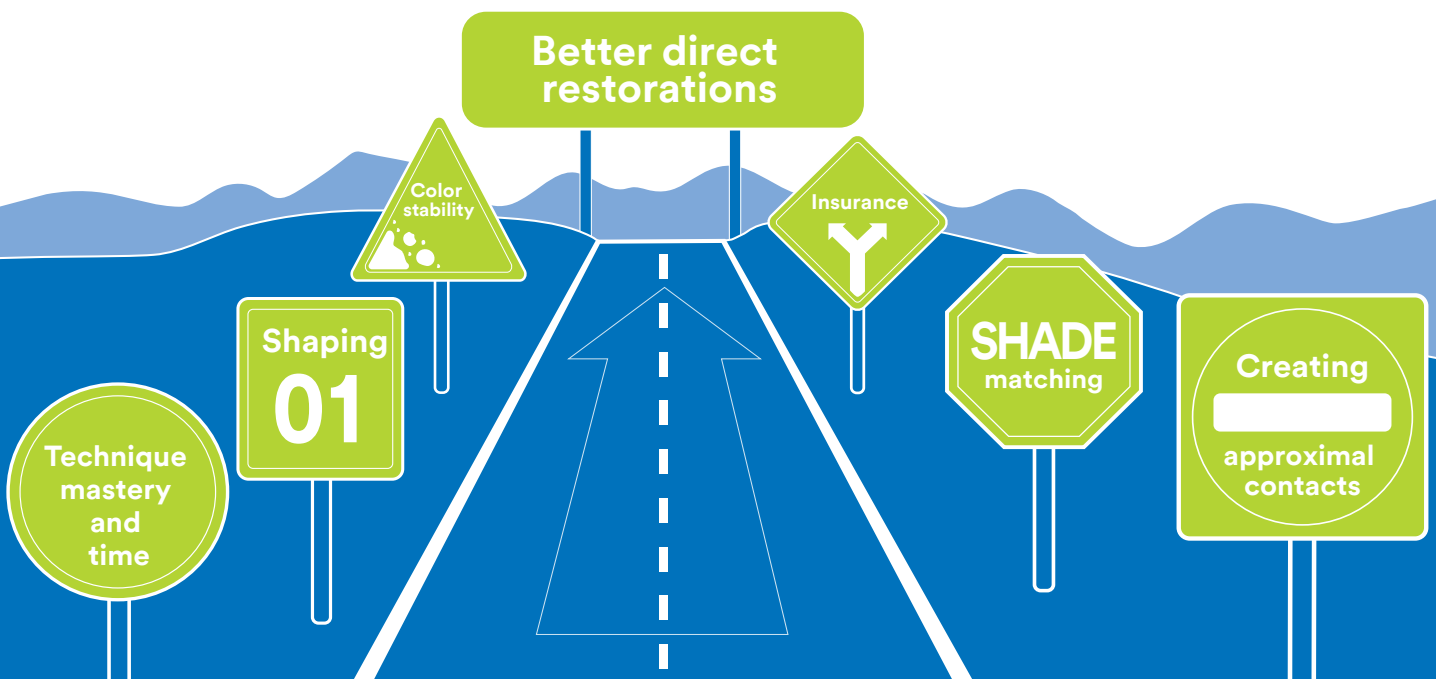 Better direct
restorations
Color
stability
Insurance
Shaping
01
SHADE
matching
Creating
approximal
contacts
Technique
mastery
and
time